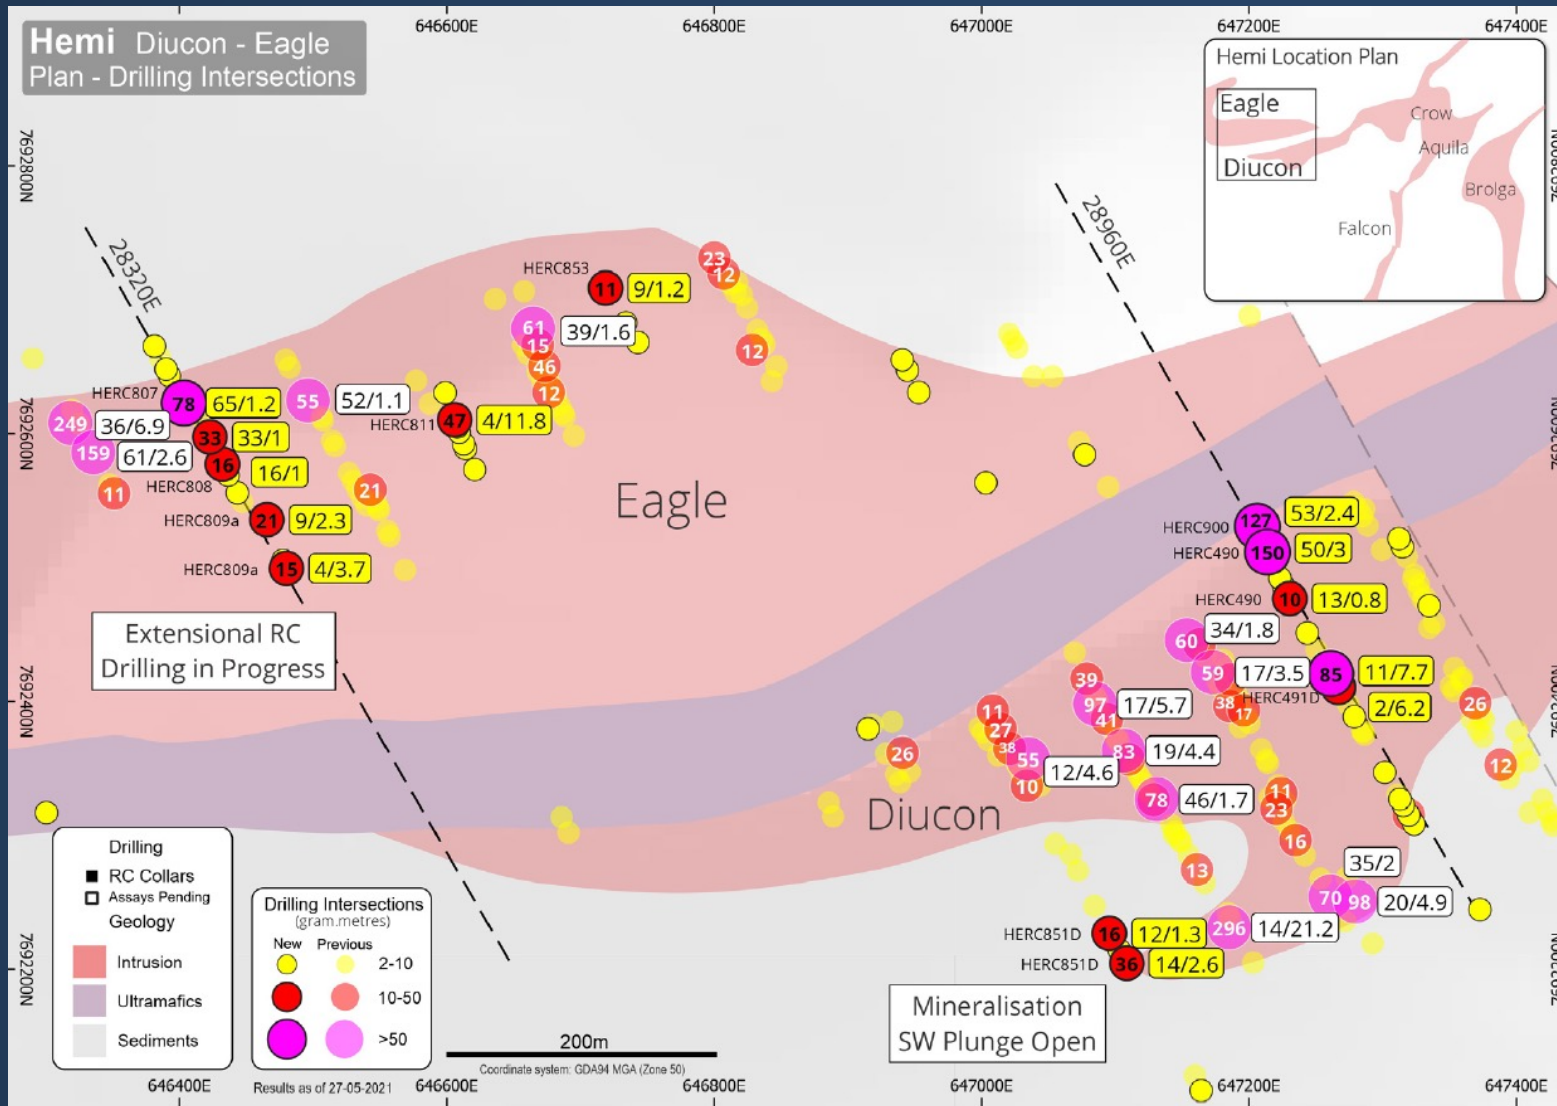 646600E
646800E
647000E
647200E
647400E
Hemi Diucon - Eagle
Plan - Drilling Intersections
Hemi Location Plan
Eagle
Crow
Aquila
Diucon
Brolga
Falcon
7692800N
7692800N
28320E
28960E
23
12
HERC853
11
9/1.2
61
39/1.6
15
46
12
12
HERC807
78
65/1.2
55
52/1.1
HERC811
47
4/11.8
249
36/6.9
33
33/1
159
61/2.6
16
16/1
HERC808
11
21
7692600N
7692600N
Eagle
HERC809a
21
9/2.3
HERC809a
15
4/3.7
HERC900
127
53/2.4
HERC490
150
50/3
HERC490
10
13/0.8
Extensional RC
Drilling in Progress
60
34/1.8
59
17/3.5
85
11/7.7
HERC491D
2/6.2
39
97
17/5.7
41
38
17
26
12
11
27
38
55
12/4.6
10
83
19/4.4
26
78
46/1.7
11
23
16
13
7692400N
7692400N
Diucon
35/2
70
98
20/4.9
296
14/21.2
HERC851D
16
12/1.3
HERC851D
36
14/2.6
Mineralisation
SW Plunge Open
7692200N
7692200N
Drilling
RC Collars
Assays Pending
Geology
Intrusion
Ultramafics
Sediments
Drilling Intersections
(gram.metres)
New Previous
2-10
10-50
>50
200m
Coordinate system: GDA94 MGA (Zone 50)
Results as of 27-05-2021
646400E
646600E
646800E
647000E
647200E
647400E